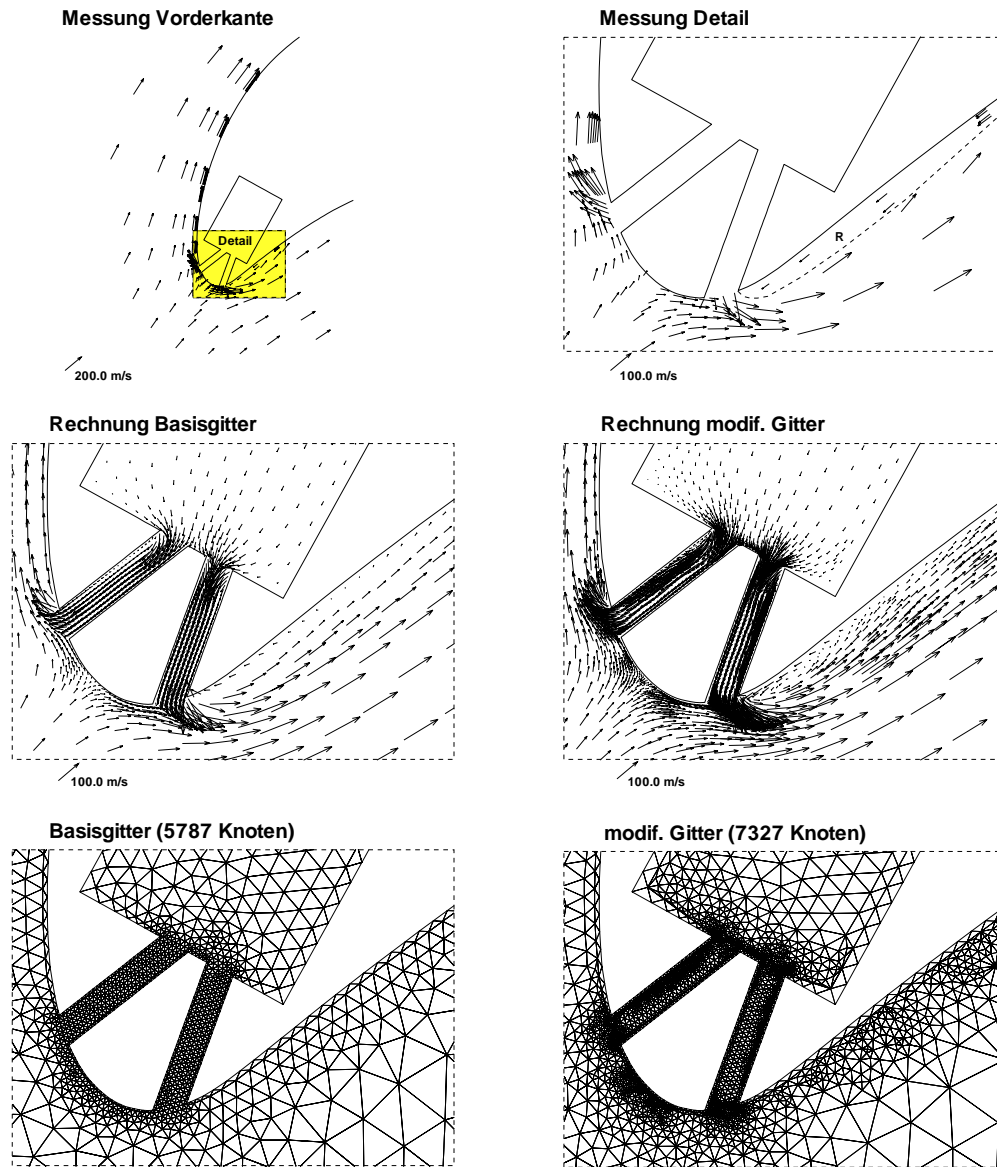 Messung Vorderkante
Messung Detail
Detail
R
200.0 m/s
100.0 m/s
Rechnung Basisgitter
Rechnung modif. Gitter
100.0 m/s
100.0 m/s
Basisgitter (5787 Knoten)
modif. Gitter (7327 Knoten)